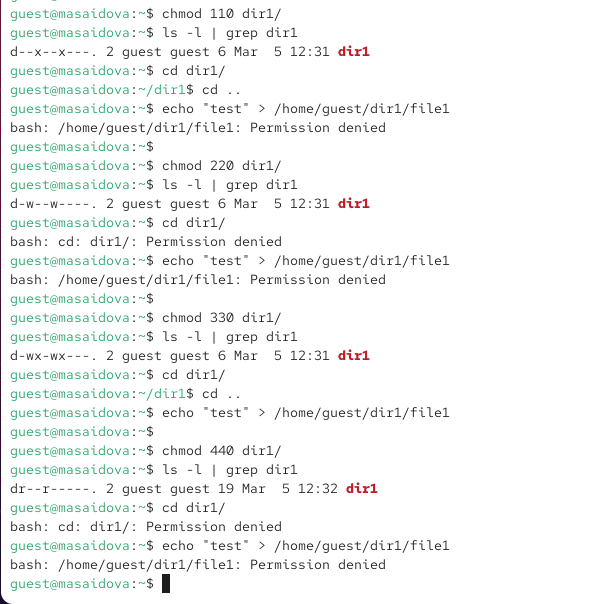 guest@masaidova:~$ chmod 110 dir1/
guest@masaidova:~$ ls -l | grep dir1
d--x--x---. 2 guest guest 6 Mar  5 12:31 dir1
guest@masaidova:~$ cd dir1/
guest@masaidova:~/dir1$ cd ..
guest@masaidova:~$ echo "test" > /home/guest/dir1/file1
bash: /home/guest/dir1/file1: Permission denied
guest@masaidova:~$
guest@masaidova:~$ chmod 220 dir1/
guest@masaidova:~$ ls -l | grep dir1
d-w--w----. 2 guest guest 6 Mar  5 12:31 dir1
guest@masaidova:~$ cd dir1/
bash: cd: dir1/: Permission denied
guest@masaidova:~$ echo "test" > /home/guest/dir1/file1
bash: /home/guest/dir1/file1: Permission denied
guest@masaidova:~$
guest@masaidova:~$ chmod 330 dir1/
guest@masaidova:~$ ls -l | grep dir1
d-wx-wx---. 2 guest guest 6 Mar  5 12:31 dir1
guest@masaidova:~$ cd dir1/
guest@masaidova:~/dir1$ cd ..
guest@masaidova:~$ echo "test" > /home/guest/dir1/file1
guest@masaidova:~$
guest@masaidova:~$ chmod 440 dir1/
guest@masaidova:~$ ls -l | grep dir1
dr--r-----. 2 guest guest 19 Mar  5 12:32 dir1
guest@masaidova:~$ cd dir1/
bash: cd: dir1/: Permission denied
guest@masaidova:~$ echo "test" > /home/guest/dir1/file1
bash: /home/guest/dir1/file1: Permission denied
guest@masaidova:~$